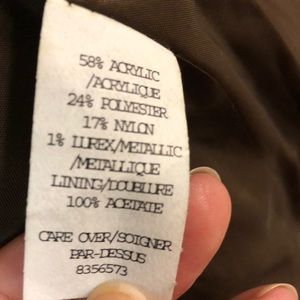 58% ACRYLIC
/ACRYLIQUE
24% POLYESTER
17% NYLON
1% LUREX/METALLIC
/METALLIQUE
LINING/DOUBLURE
100% ACETATE
CARE OVER/SOIGNER
PAR-DESSUS
8356573